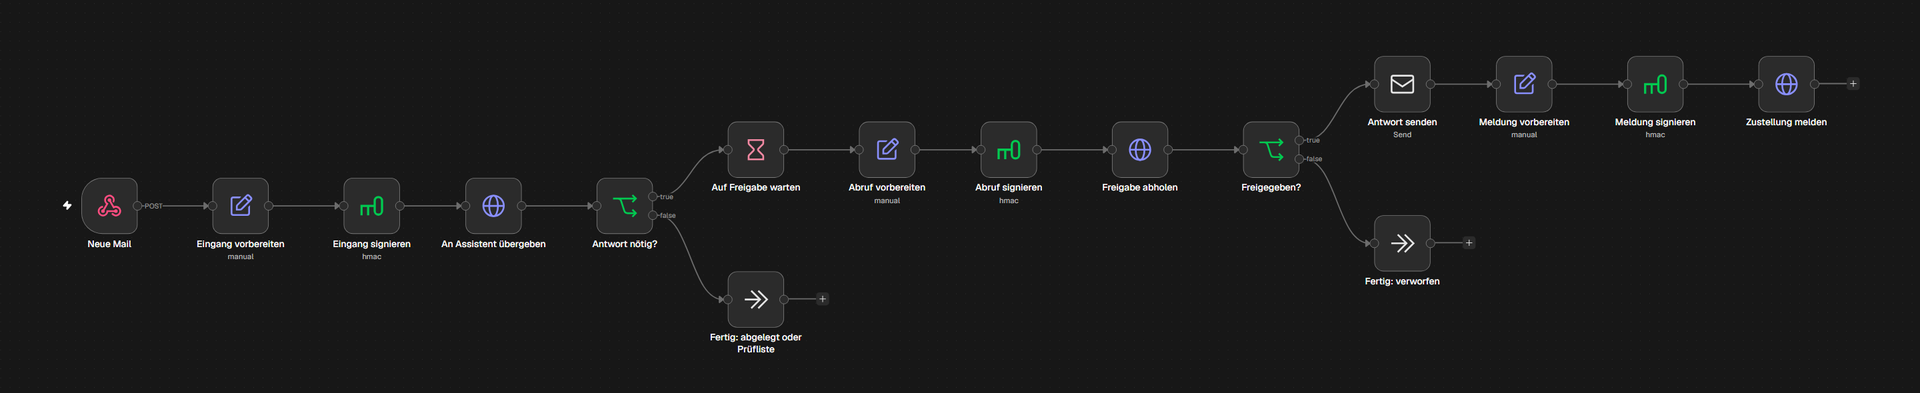 POST
Neue Mail
Eingang vorbereiten
manual
Eingang signieren
hmac
An Assistent übergeben
Antwort nötig?
true
false
Auf Freigabe warten
Abruf vorbereiten
manual
Abruf signieren
hmac
Freigabe abholen
Freigegeben?
true
false
Antwort senden
Send
Meldung vorbereiten
manual
Meldung signieren
hmac
Zustellung melden
Fertig: verworfen
Fertig: abgelegt oder
Prüfliste